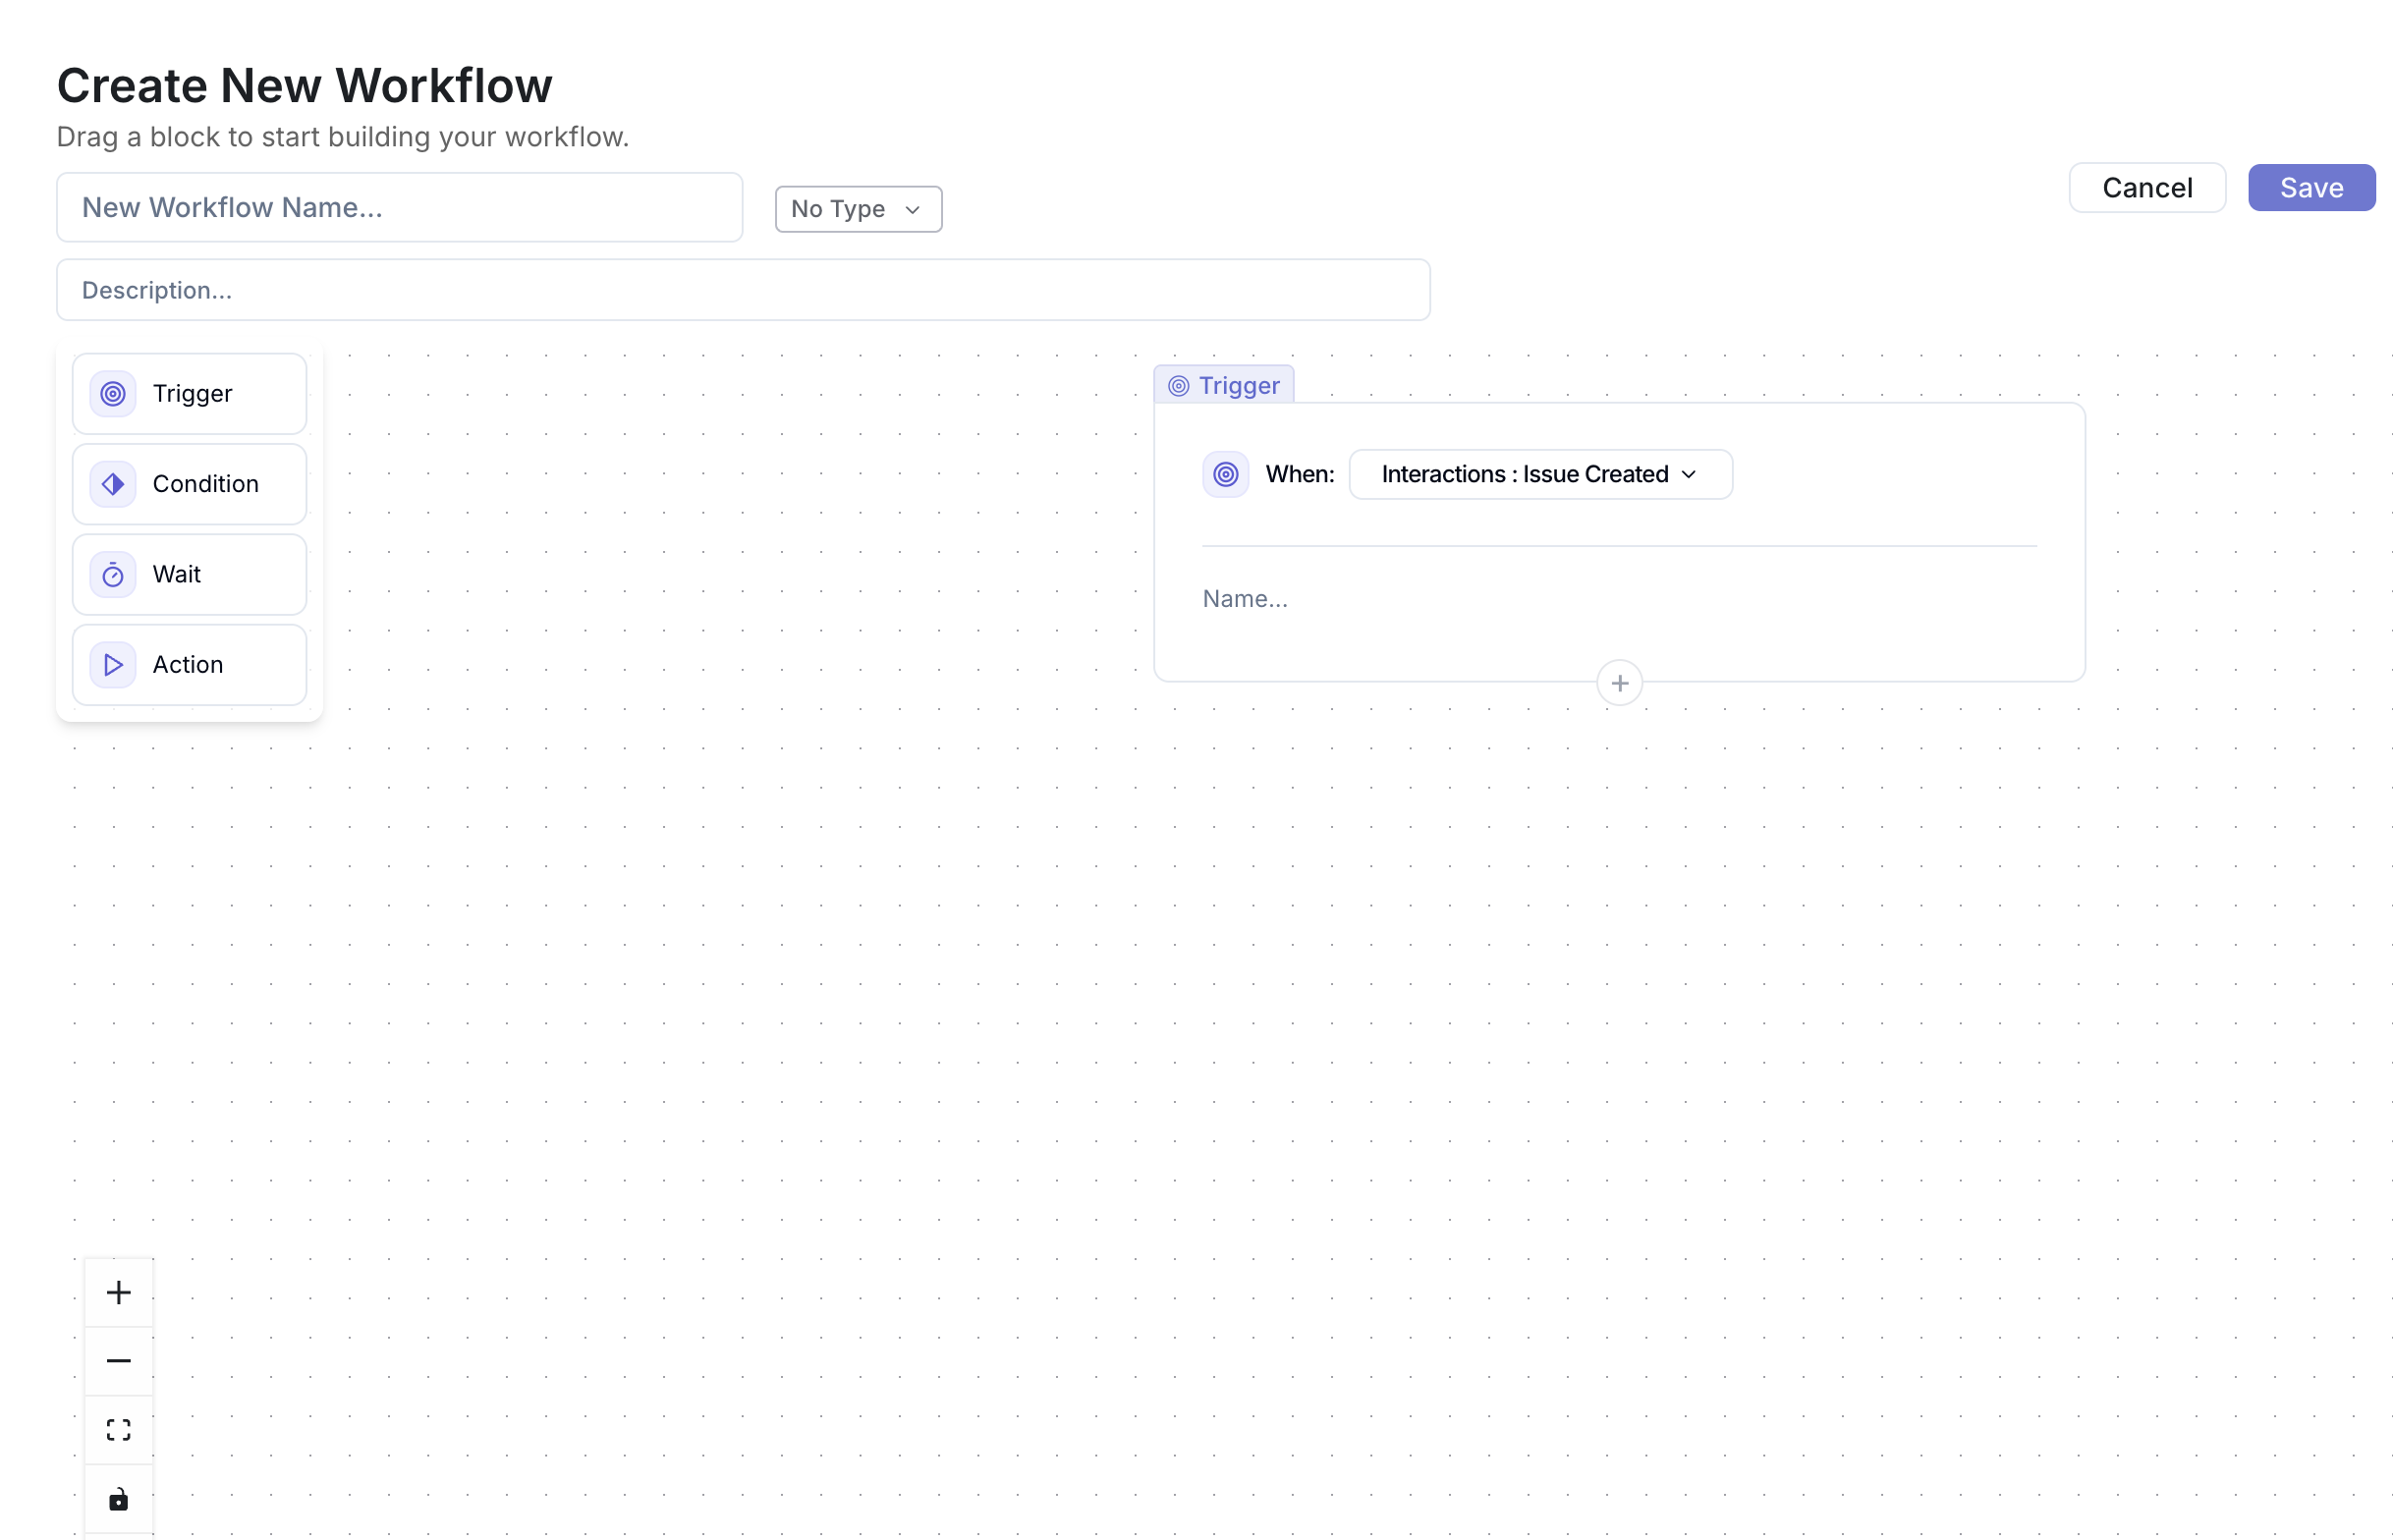 Create New Workflow
Drag a block to start building your workflow.
New Workflow Name...
No Type
Cancel
Save
Description...
Trigger
Condition
Wait
Action
Trigger
When:
Interactions : Issue Created
Name...